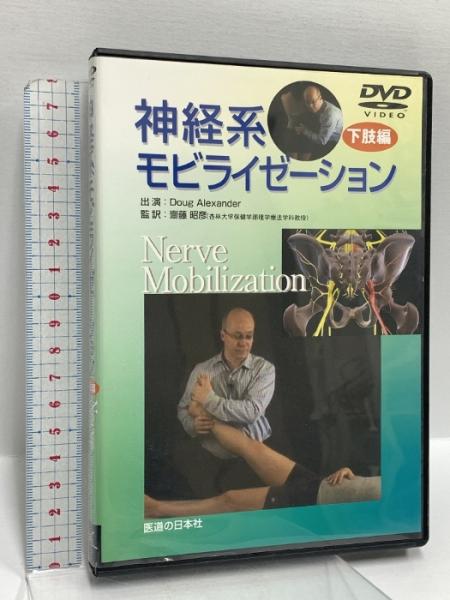 DVD
VIDEO
神経系
下肢編
モビライゼーション
出演:Doug Alexander
監訳:齋藤 昭彦(杏林大学保健学部理学療法学科教授)
Nerve
Mobilization
医道の日本社